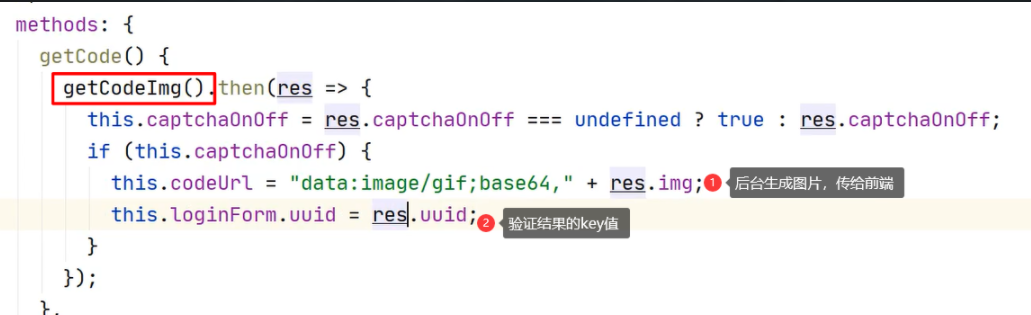 methods: {
getCode() {
getCodeImg().then(res => {
this.captchaOnOff = res.captchaOnOff === undefined ? true : res.captchaOnOff;
if (this.captchaOnOff) {
this.codeUrl = "data:image/gif;base64," + res.img; 1 后台生成图片，传给前端
this.loginForm.uuid = res.uuid; 2 验证结果的key值
}
});
},